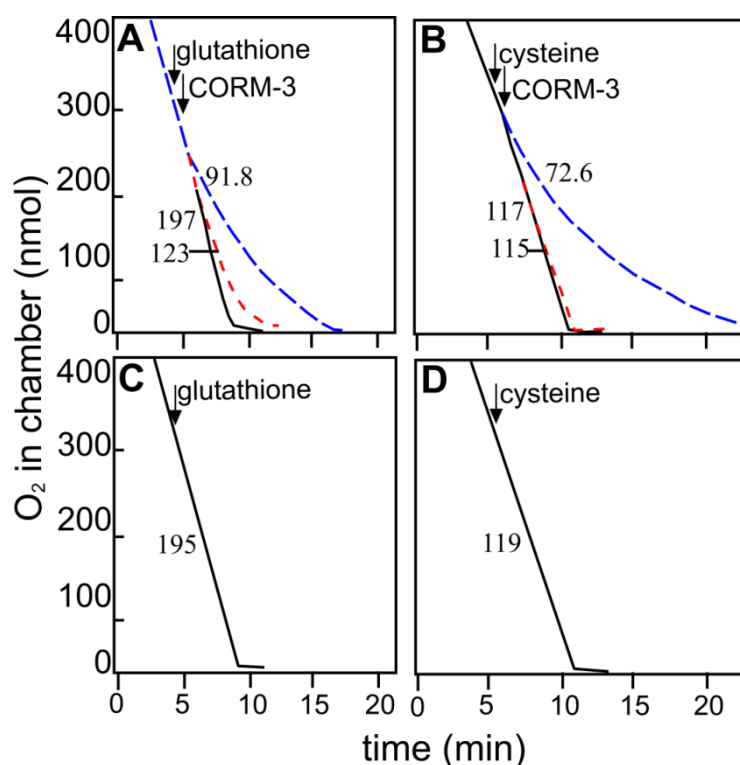 A
400
300
200
100
0
glutathione
CORM-3
91.8
197
123
B
cysteine
CORM-3
72.6
117
115
C
400
300
200
100
0
glutathione
195
0
5
10
15
20
D
cysteine
119
0
5
10
15
20
O₂ in chamber (nmol)
time (min)